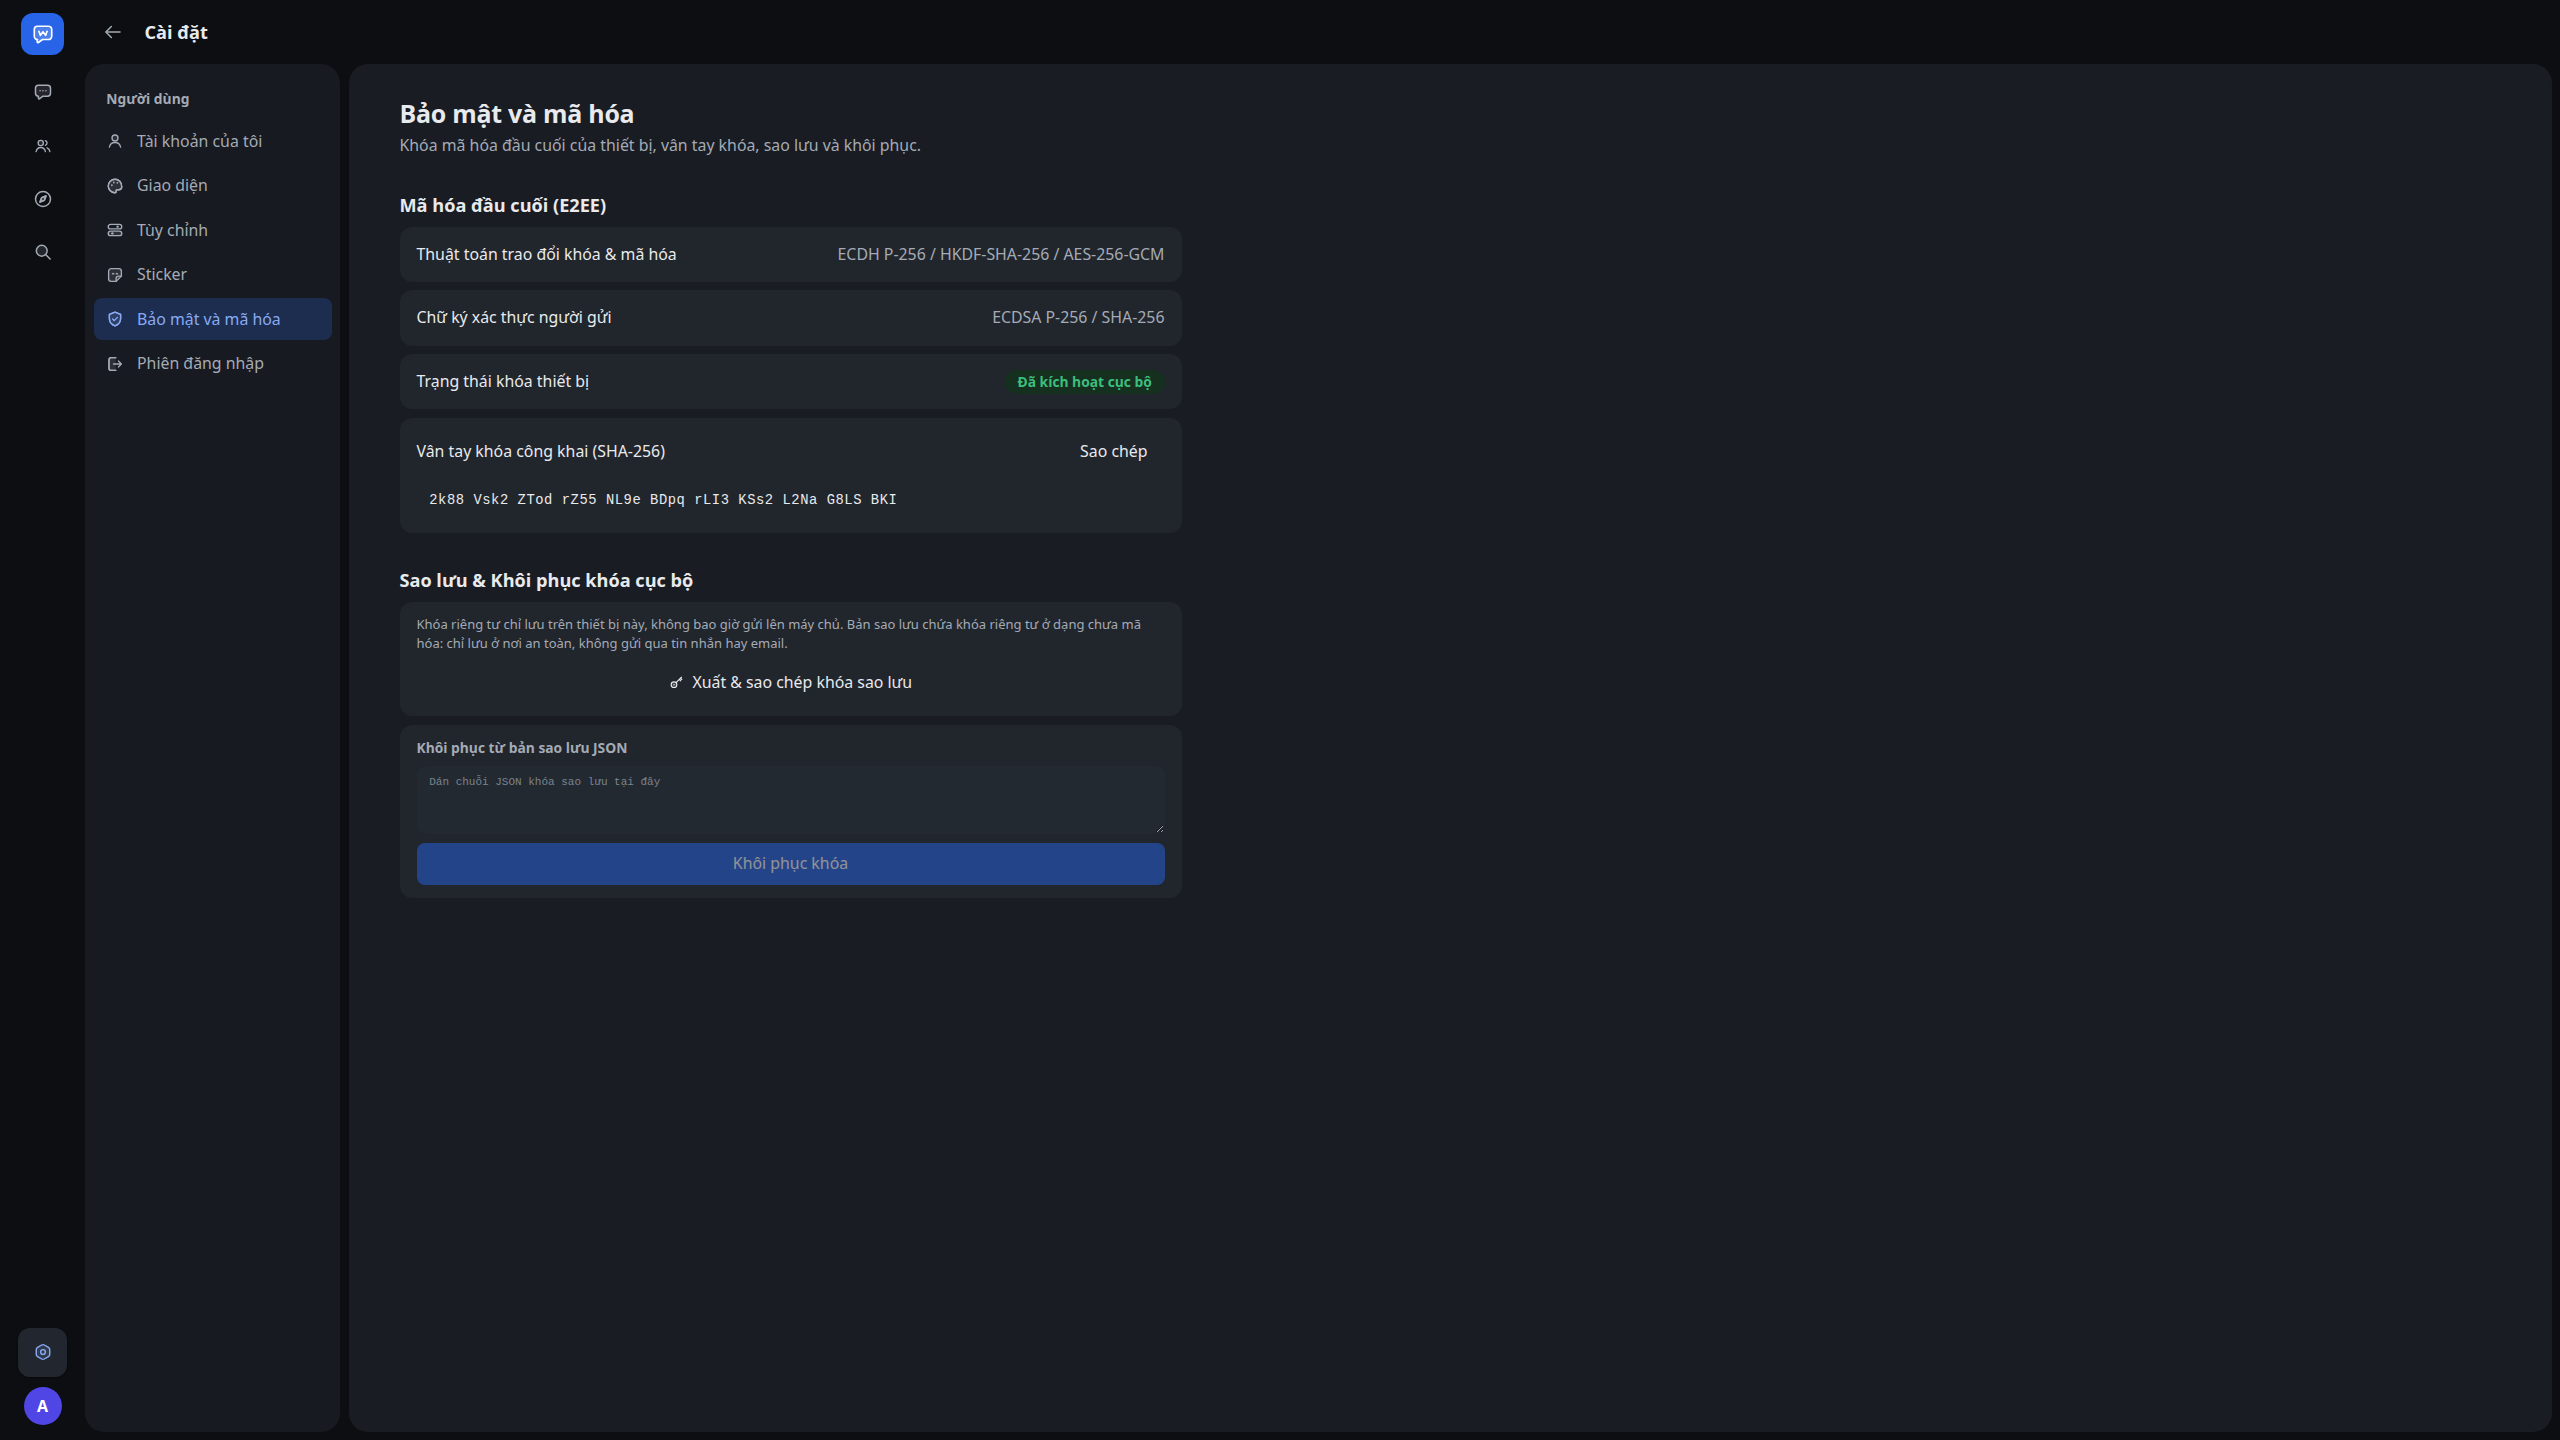 Cài đặt
Người dùng
Tài khoản của tôi
Giao diện
Tùy chỉnh
Sticker
Bảo mật và mã hóa
Phiên đăng nhập
Bảo mật và mã hóa
Khóa mã hóa đầu cuối của thiết bị, vân tay khóa, sao lưu và khôi phục.
Mã hóa đầu cuối (E2EE)
Thuật toán trao đổi khóa & mã hóa
ECDH P-256 / HKDF-SHA-256 / AES-256-GCM
Chữ ký xác thực người gửi
ECDSA P-256 / SHA-256
Trạng thái khóa thiết bị
Đã kích hoạt cục bộ
Vân tay khóa công khai (SHA-256)
Sao chép
2k88 Vsk2 ZTod rZ55 NL9e BDpq rLI3 KSs2 L2Na G8LS BKI
Sao lưu & Khôi phục khóa cục bộ
Khóa riêng tư chỉ lưu trên thiết bị này, không bao giờ gửi lên máy chủ. Bản sao lưu chứa khóa riêng tư ở dạng chưa mã
hóa: chỉ lưu ở nơi an toàn, không gửi qua tin nhắn hay email.
Xuất & sao chép khóa sao lưu
Khôi phục từ bản sao lưu JSON
Dán chuỗi JSON khóa sao lưu tại đây
Khôi phục khóa
A